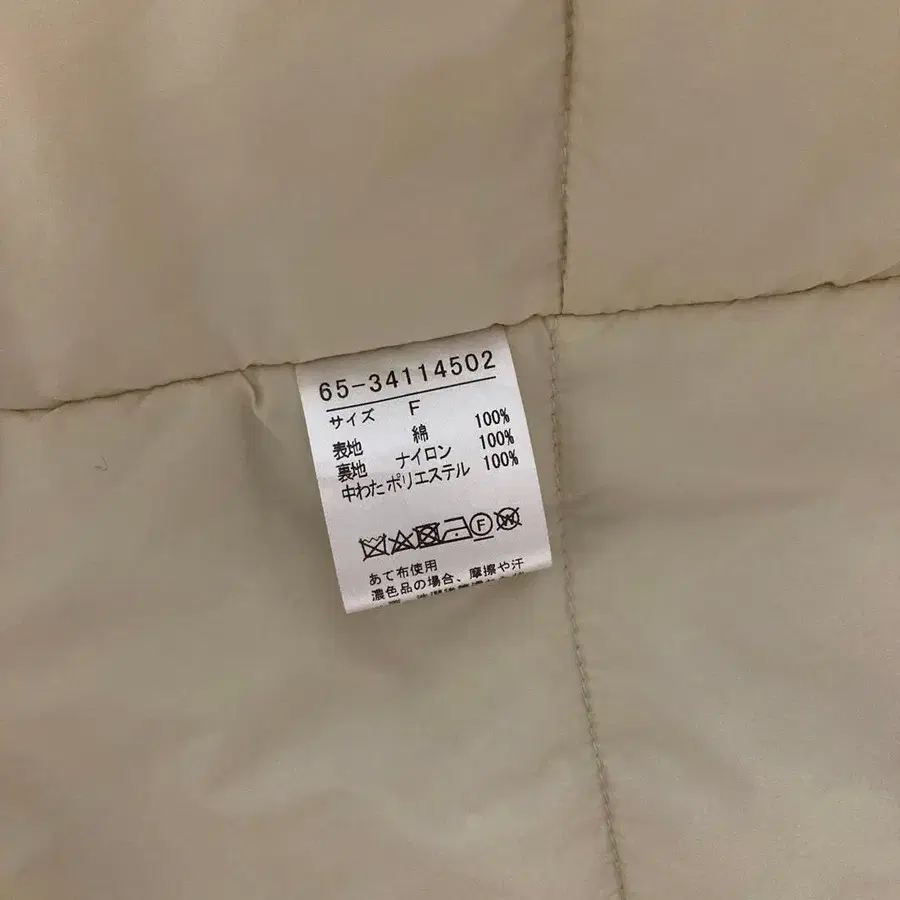 65-34114502
サイズ F
表地 綿 100%
裏地 ナイロン 100%
中わた ポリエステル 100%
F W
あて布使用
濃色品の場合、摩擦や汗